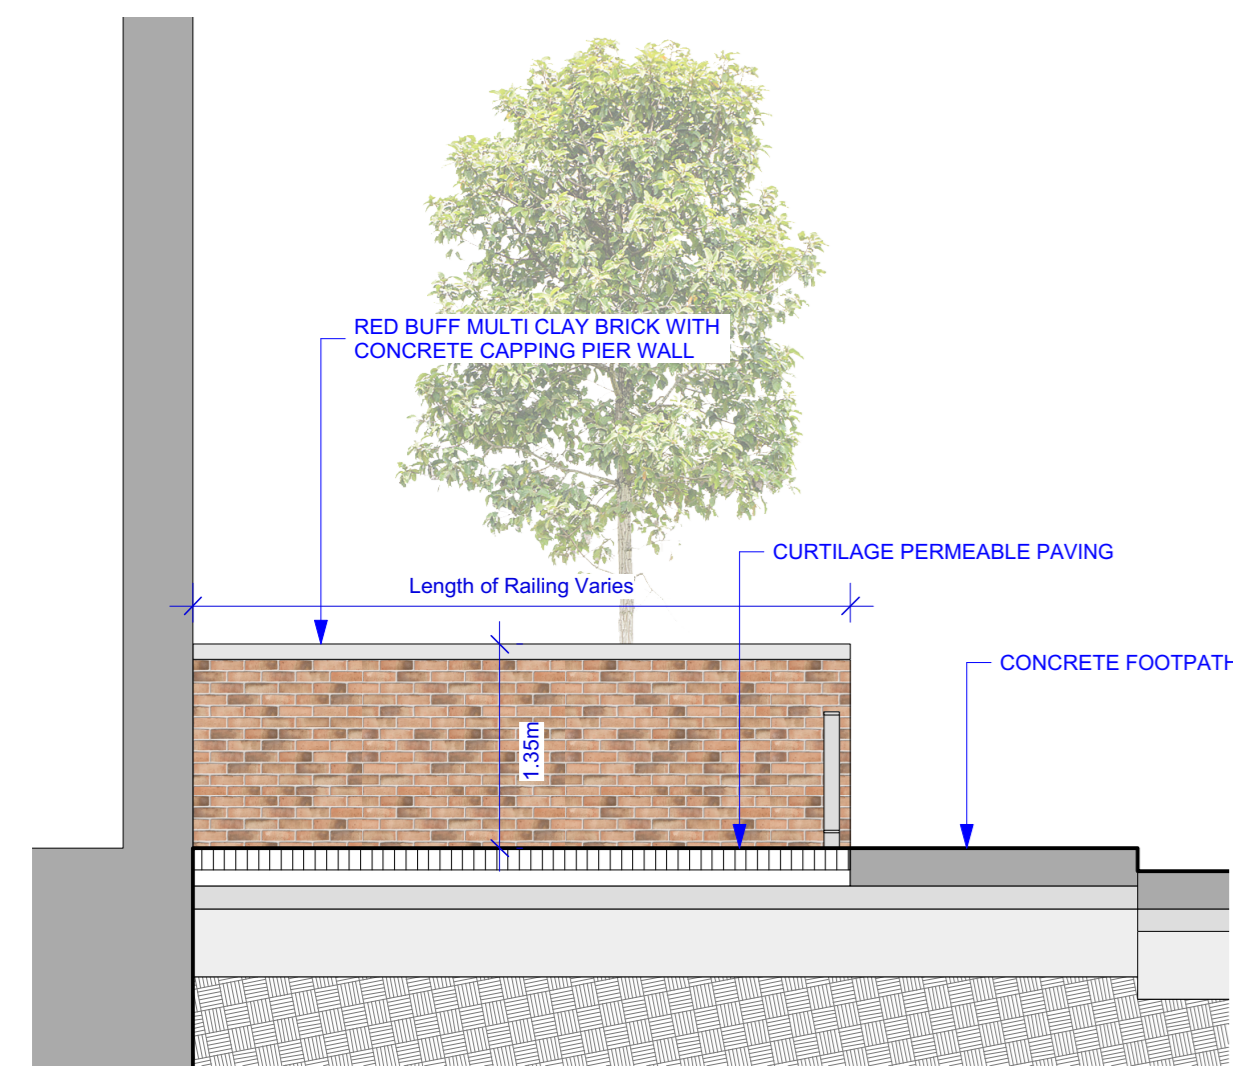 RED BUFF MULTI CLAY BRICK WITH
CONCRETE CAPPING PIER WALL
CURTILAGE PERMEABLE PAVING
Length of Railing Varies
CONCRETE FOOTPATH
1.35m